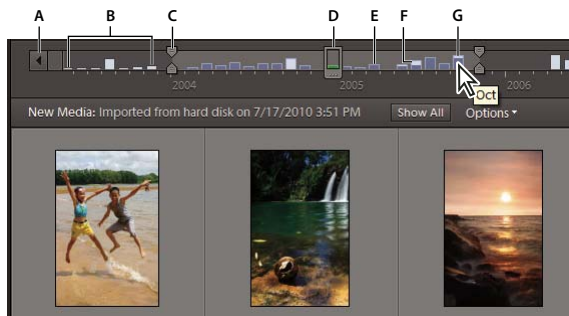 A B C D E F G
2004 2005 2006
Oct
New Media: Imported from hard disk on 7/17/2010 3:51 PM Show All Options